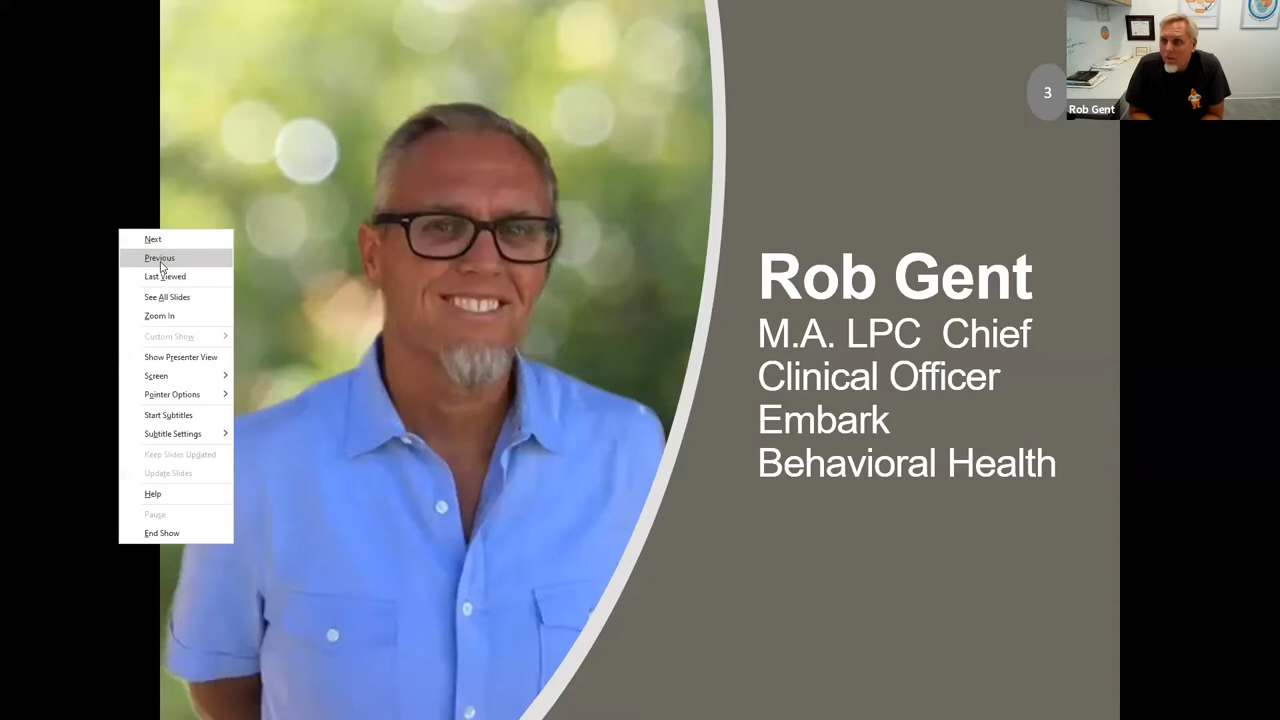 3
Rob Gent
Next
Previous
Last Viewed
See All Slides
Zoom In
Custom Show
Show Presenter View
Screen
Pointer Options
Start Subtitles
Subtitle Settings
Keep Slides Updated
Update Slides
Help
Pause
End Show
Rob Gent
M.A. LPC Chief
Clinical Officer
Embark
Behavioral Health